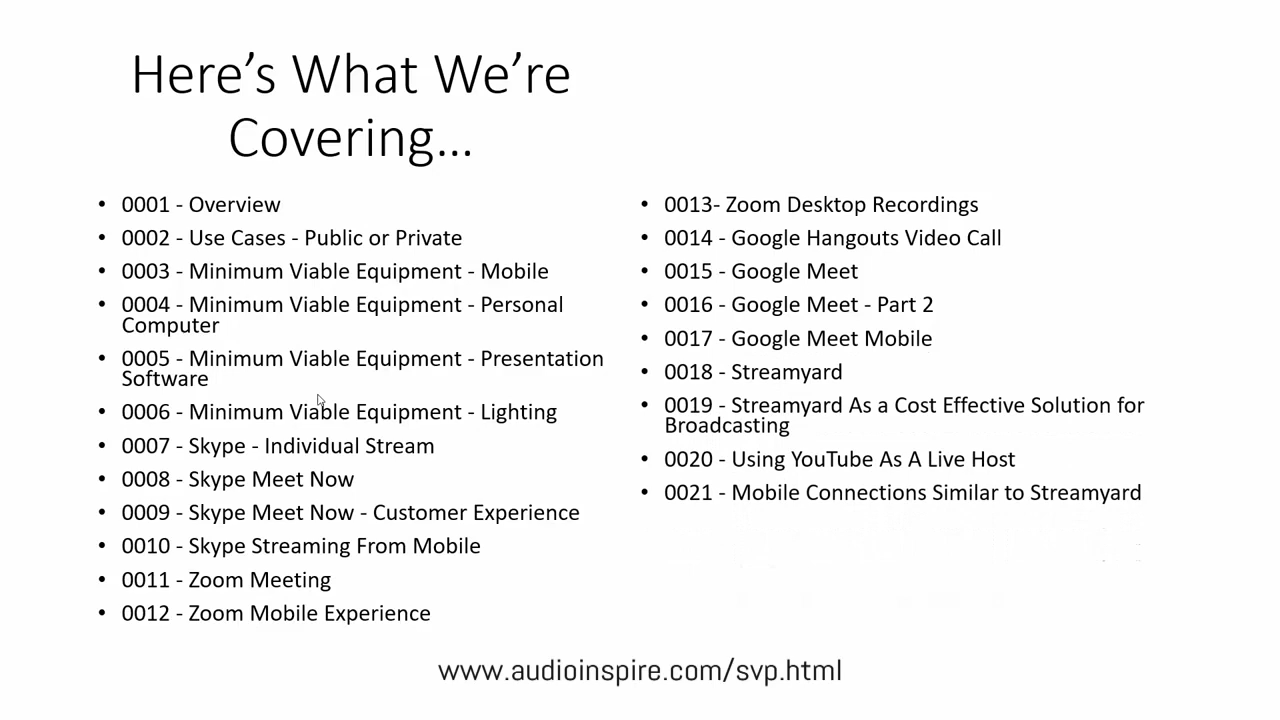 Here’s What We’re
Covering…
• 0001 - Overview
• 0002 - Use Cases - Public or Private
• 0003 - Minimum Viable Equipment - Mobile
• 0004 - Minimum Viable Equipment - Personal
Computer
• 0005 - Minimum Viable Equipment - Presentation
Software
• 0006 - Minimum Viable Equipment - Lighting
• 0007 - Skype - Individual Stream
• 0008 - Skype Meet Now
• 0009 - Skype Meet Now - Customer Experience
• 0010 - Skype Streaming From Mobile
• 0011 - Zoom Meeting
• 0012 - Zoom Mobile Experience
• 0013- Zoom Desktop Recordings
• 0014 - Google Hangouts Video Call
• 0015 - Google Meet
• 0016 - Google Meet - Part 2
• 0017 - Google Meet Mobile
• 0018 - Streamyard
• 0019 - Streamyard As a Cost Effective Solution for
Broadcasting
• 0020 - Using YouTube As A Live Host
• 0021 - Mobile Connections Similar to Streamyard
www.audioinspire.com/svp.html